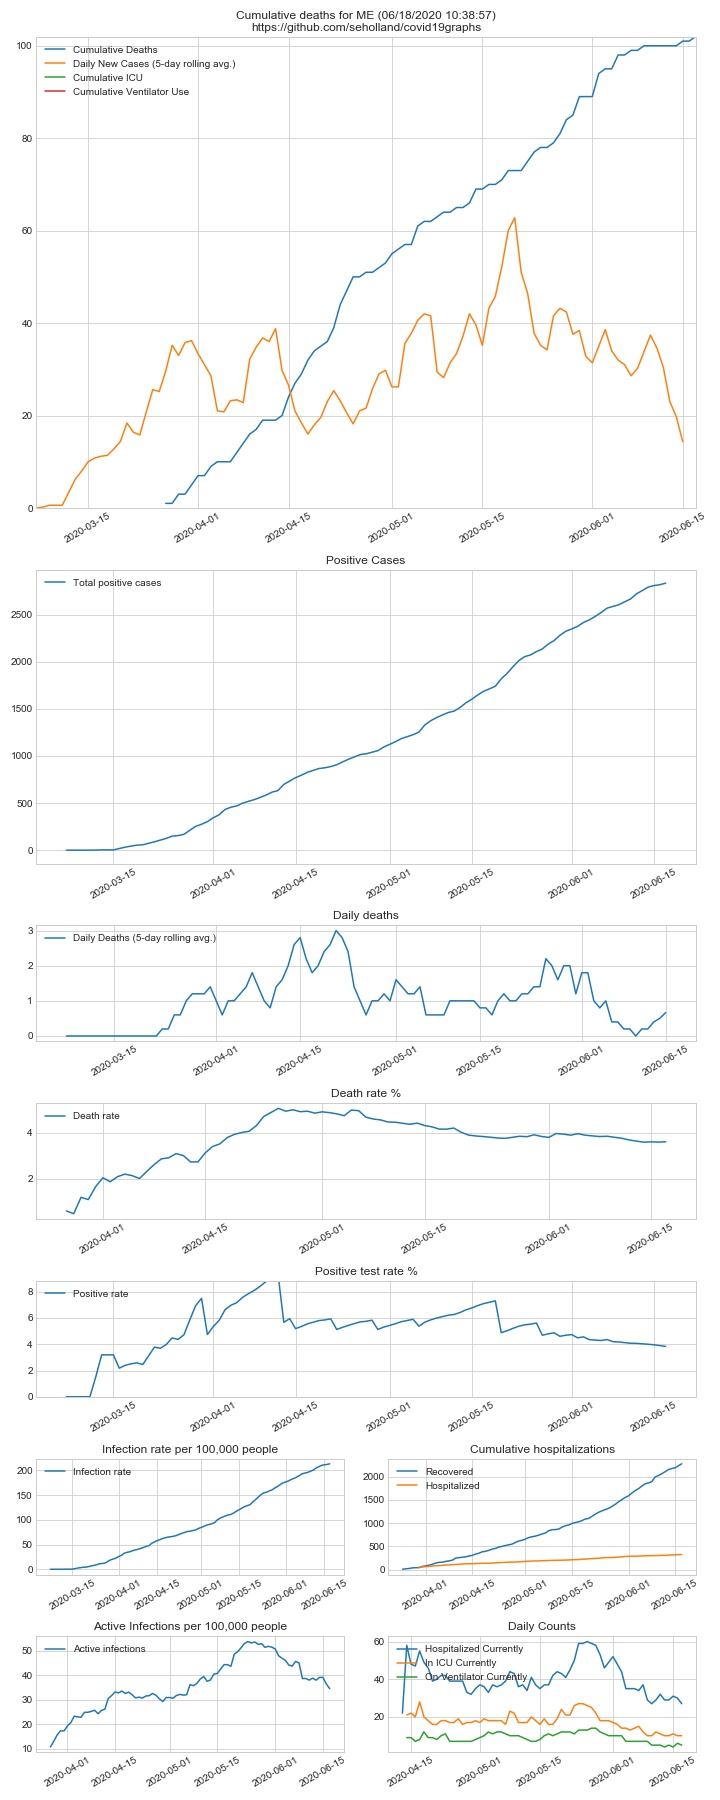 Cumulative deaths for ME (06/18/2020 10:38:57)
https://github.com/seholland/covid19graphs
Cumulative Deaths
Daily New Cases (5-day rolling avg.)
Cumulative ICU
Cumulative Ventilator Use
100
80
60
40
20
0
2020-03-15 2020-04-01 2020-04-15 2020-05-01 2020-05-15 2020-06-01 2020-06-15
Positive Cases
Total positive cases
2500
2000
1500
1000
500
0
2020-03-15 2020-04-01 2020-04-15 2020-05-01 2020-05-15 2020-06-01 2020-06-15
Daily deaths
Daily Deaths (5-day rolling avg.)
3
2
1
0
2020-03-15 2020-04-01 2020-04-15 2020-05-01 2020-05-15 2020-06-01 2020-06-15
Death rate %
Death rate
4
2
2020-04-01 2020-04-15 2020-05-01 2020-05-15 2020-06-01 2020-06-15
Positive test rate %
Positive rate
8
6
4
2
0
2020-03-15 2020-04-01 2020-04-15 2020-05-01 2020-05-15 2020-06-01 2020-06-15
Infection rate per 100,000 people
Infection rate
200
150
100
50
0
2020-03-15 2020-04-01 2020-04-15 2020-05-01 2020-05-15 2020-06-01 2020-06-15
Cumulative hospitalizations
Recovered
Hospitalized
2000
1500
1000
500
0
2020-04-01 2020-04-15 2020-05-01 2020-05-15 2020-06-01 2020-06-15
Active Infections per 100,000 people
Active infections
50
40
30
20
10
2020-04-01 2020-04-15 2020-05-01 2020-05-15 2020-06-01 2020-06-15
Daily Counts
Hospitalized Currently
In ICU Currently
On Ventilator Currently
60
40
20
2020-04-15 2020-05-01 2020-05-15 2020-06-01 2020-06-15